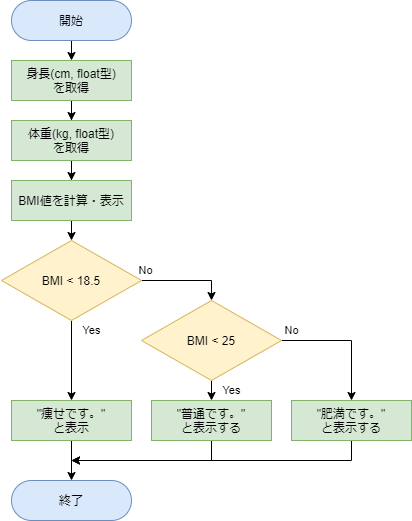 開始
身長(cm, float型)
を取得
体重(kg, float型)
を取得
BMI値を計算・表示
BMI < 18.5
No
Yes
BMI < 25
No
Yes
"痩せです。"
と表示
"普通です。"
と表示する
"肥満です。"
と表示する
終了